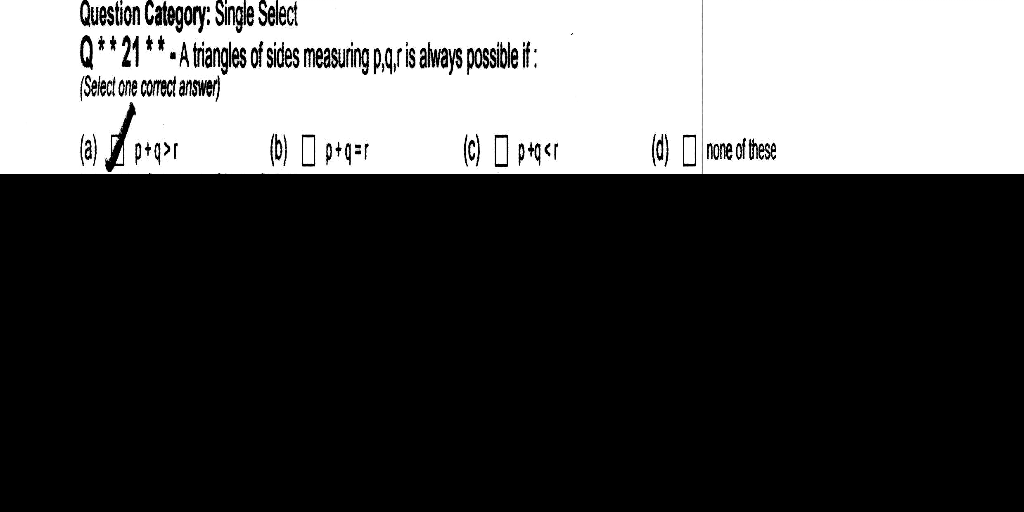 Question Category: Single Select
Q * * 21 * * - A triangles of sides measuring p,q,r is always possible if :
(Select one correct answer)
(a) p+q>r (b) p+q=r (c) p+q<r (d) none of these